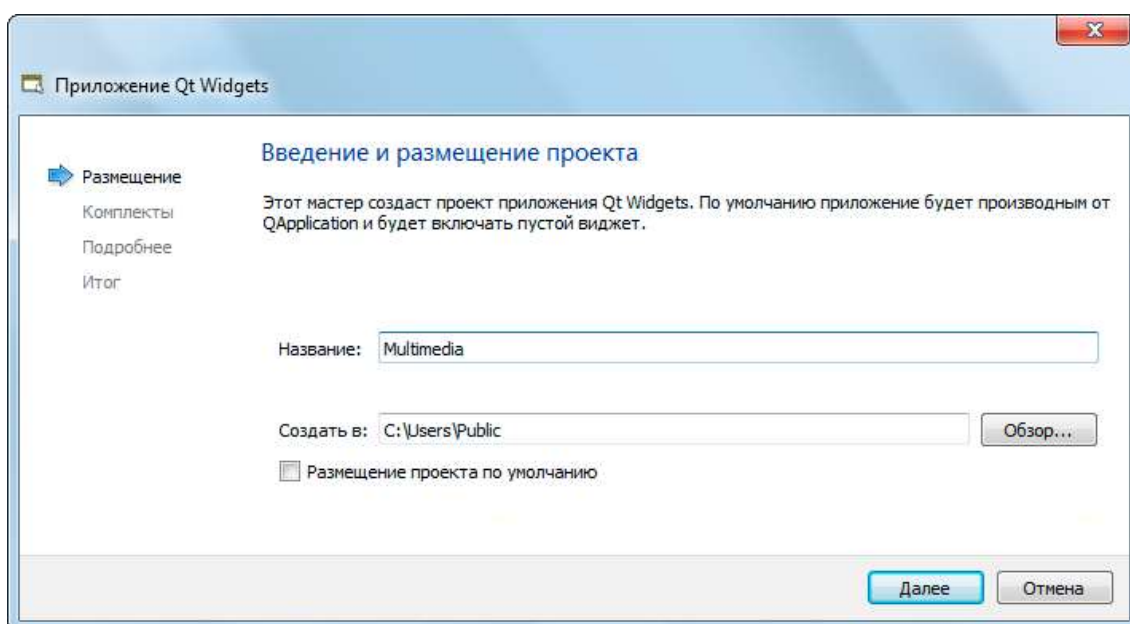 Приложение Qt Widgets
Размещение
Комплекты
Подробнее
Итог
Введение и размещение проекта
Этот мастер создаст проект приложения Qt Widgets. По умолчанию приложение будет производным от
QApplication и будет включать пустой виджет.
Название: Multimedia
Создать в: C:\Users\Public Обзор...
Размещение проекта по умолчанию
Далее Отмена